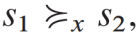 s₁ ≽ₓ s₂,